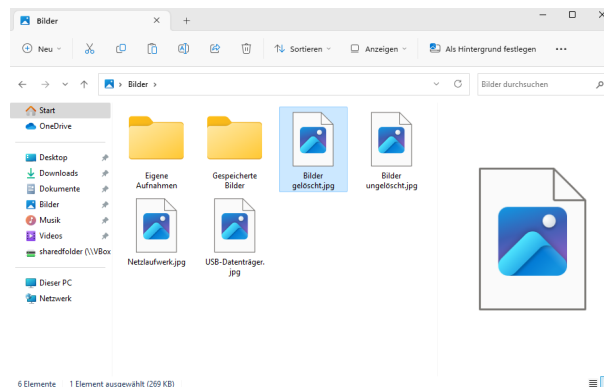 Bilder
Neu
Sortieren
Anzeigen
Als Hintergrund festlegen
Bilder
Bilder durchsuchen
Start
OneDrive
Desktop
Downloads
Dokumente
Bilder
Musik
Videos
sharedfolder (\\VBox
Dieser PC
Netzwerk
Eigene
Aufnahmen
Gespeicherte
Bilder
Bilder
gelöscht.jpg
Bilder
ungelöscht.jpg
Netzlaufwerk.jpg
USB-Datenträger.
jpg
6 Elemente 1 Element ausgewählt (269 KB)